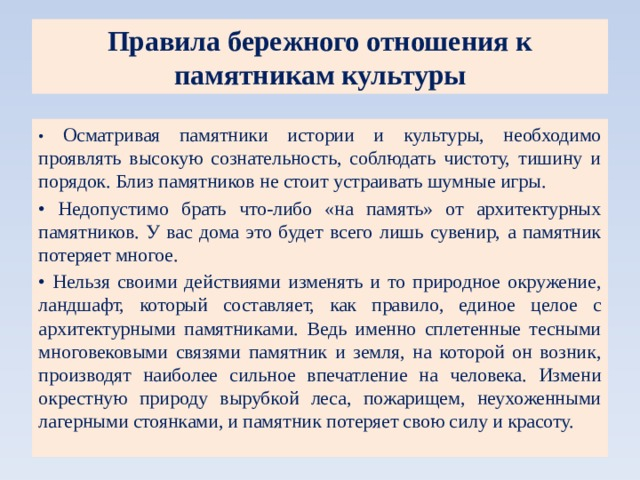 Правила бережного отношения к
памятникам культуры
• Осматривая памятники истории и культуры, необходимо
проявлять высокую сознательность, соблюдать чистоту, тишину и
порядок. Близ памятников не стоит устраивать шумные игры.
• Недопустимо брать что-либо «на память» от архитектурных
памятников. У вас дома это будет всего лишь сувенир, а памятник
потеряет многое.
• Нельзя своими действиями изменять и то природное окружение,
ландшафт, который составляет, как правило, единое целое с
архитектурными памятниками. Ведь именно сплетенные тесными
многовековыми связями памятник и земля, на которой он возник,
производят наиболее сильное впечатление на человека. Измени
окрестную природу вырубкой леса, пожарищем, неухоженными
лагерными стоянками, и памятник потеряет свою силу и красоту.